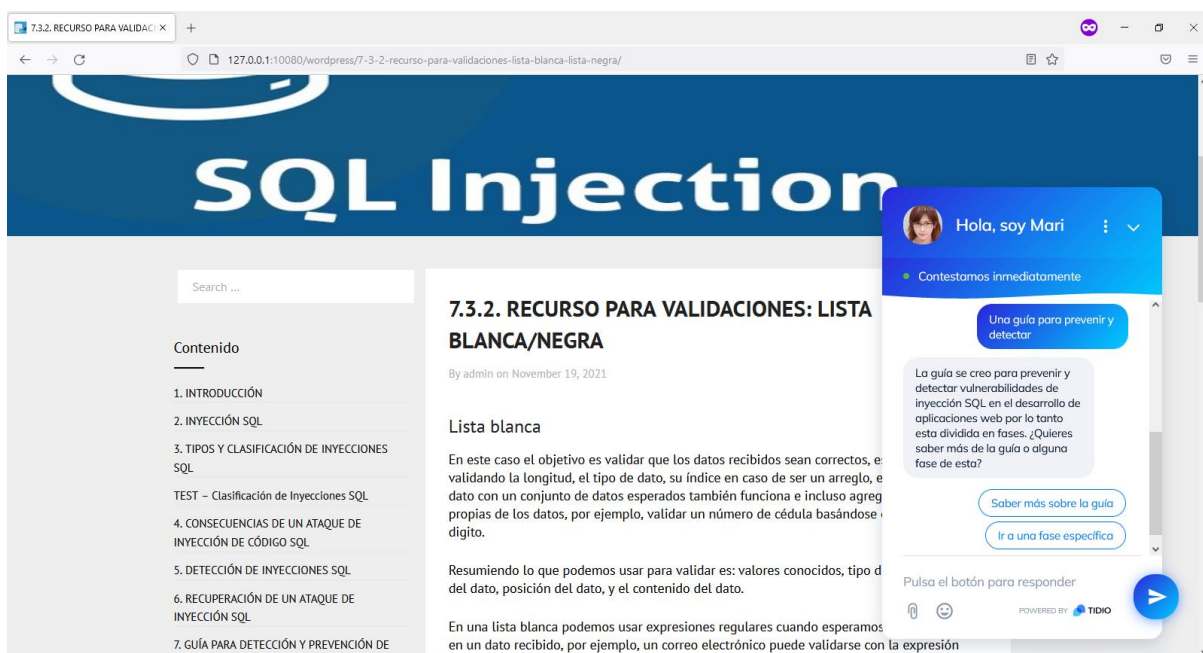 7.3.2. RECURSO PARA VALIDACI
127.0.0.1:10080/wordpress/7-3-2-recurso-para-validaciones-lista-blanca-lista-negra/
SQL Injection
Search ...
Contenido
1. INTRODUCCIÓN
2. INYECCIÓN SQL
3. TIPOS Y CLASIFICACIÓN DE INYECCIONES
SQL
TEST – Clasificación de Inyecciones SQL
4. CONSECUENCIAS DE UN ATAQUE DE
INYECCIÓN DE CÓDIGO SQL
5. DETECCIÓN DE INYECCIONES SQL
6. RECUPERACIÓN DE UN ATAQUE DE
INYECCIÓN SQL
7. GUÍA PARA DETECCIÓN Y PREVENCIÓN DE
7.3.2. RECURSO PARA VALIDACIONES: LISTA
BLANCA/NEGRA
By admin on November 19, 2021
Lista blanca
En este caso el objetivo es validar que los datos recibidos sean correctos,
validando la longitud, el tipo de dato, su índice en caso de ser un arreglo,
dato con un conjunto de datos esperados también funciona e incluso
propias de los datos, por ejemplo, validar un número de cédula basándose
digito.
Resumiendo lo que podemos usar para validar es: valores conocidos, tipo
del dato, posición del dato, y el contenido del dato.
En una lista blanca podemos usar expresiones regulares cuando esperamos
en un dato recibido, por ejemplo, un correo electrónico puede validarse con la expresión
Hola, soy Mari
Contestamos inmediatamente
Una guía para prevenir y
detectar
La guía se creo para prevenir y
detectar vulnerabilidades de
inyección SQL en el desarrollo de
aplicaciones web por lo tanto
esta dividida en fases. ¿Quieres
saber más de la guía o alguna
fase de esta?
Saber más sobre la guía
Ir a una fase específica
Pulsa el botón para responder
POWERED BY TIDIO